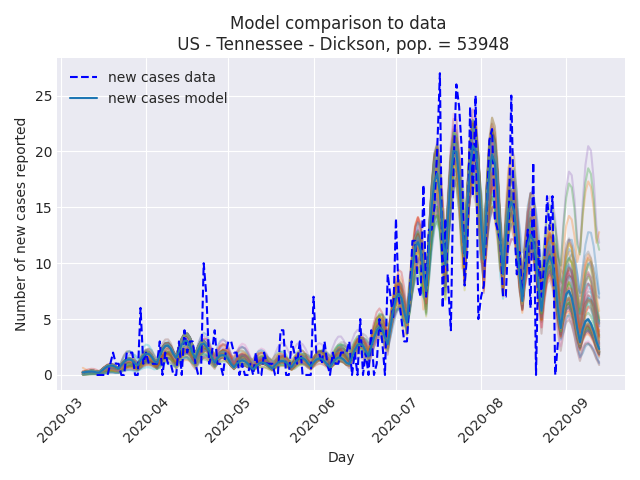 Model comparison to data
US - Tennessee - Dickson, pop. = 53948
new cases data
new cases model
Number of new cases reported
25
20
15
10
5
0
2020-03
2020-04
2020-05
2020-06
2020-07
2020-08
2020-09
Day